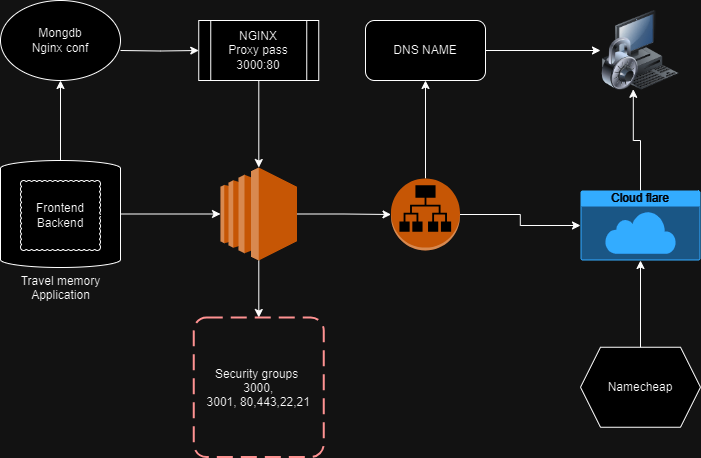 Mongdb
Nginx conf
NGINX
Proxy pass
3000:80
DNS NAME
Frontend
Backend
Cloud flare
Travel memory
Application
Security groups
3000,
3001, 80,443,22,21
Namecheap